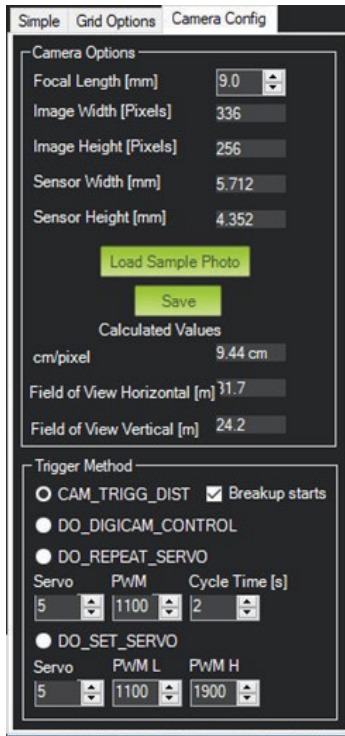 Simple Grid Options Camera Config
Camera Options
Focal Length [mm] 9.0
Image Width [Pixels] 336
Image Height [Pixels] 256
Sensor Width [mm] 5.712
Sensor Height [mm] 4.352
Load Sample Photo
Save
Calculated Values
cm/pixel 9.44 cm
Field of View Horizontal [m] 31.7
Field of View Vertical [m] 24.2
Trigger Method
CAM_TRIGG_DIST Breakup starts
DO_DIGICAM_CONTROL
DO_REPEAT_SERVO
Servo PWM Cycle Time [s]
5 1100 2
DO_SET_SERVO
Servo PWM L PWM H
5 1100 1900